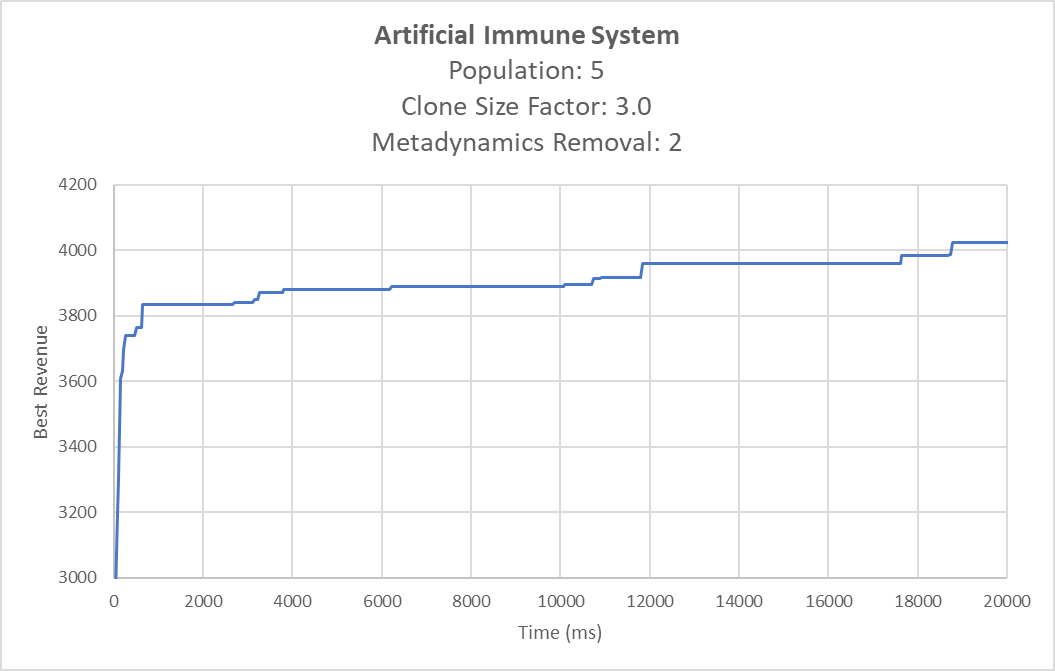 Artificial Immune System
Population: 5
Clone Size Factor: 3.0
Metadynamics Removal: 2
4200
4000
3800
3600
3400
3200
3000
Best Revenue
0 2000 4000 6000 8000 10000 12000 14000 16000 18000 20000
Time (ms)